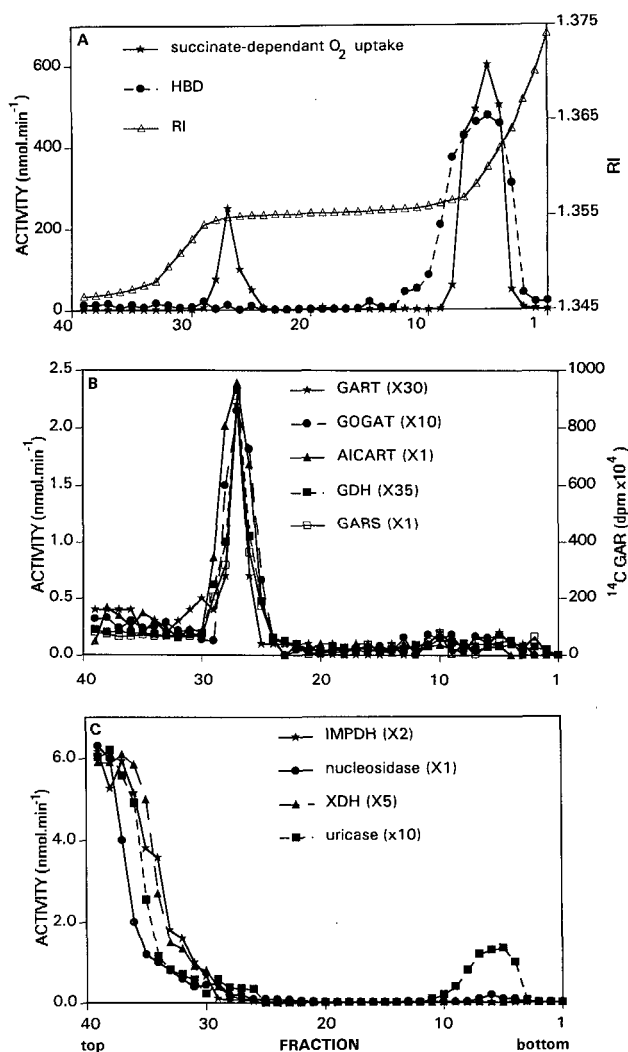 A
succinate-dependant O2 uptake
HBD
RI
ACTIVITY (nmol.min-1)
600
400
200
0
1.375
1.365
1.355
1.345
RI
40 30 20 10 1
B
GART (X30)
GOGAT (X10)
AICART (X1)
GDH (X35)
GARS (X1)
ACTIVITY (nmol.min-1)
2.5
2.0
1.5
1.0
0.5
0.0
1000
800
600
400
200
0
14C GAR (dpm x10^4)
40 30 20 10 1
C
IMPDH (X2)
nucleosidase (X1)
XDH (X5)
uricase (x10)
ACTIVITY (nmol.min-1)
6.0
4.0
2.0
0.0
40 30 20 10 1
top FRACTION bottom